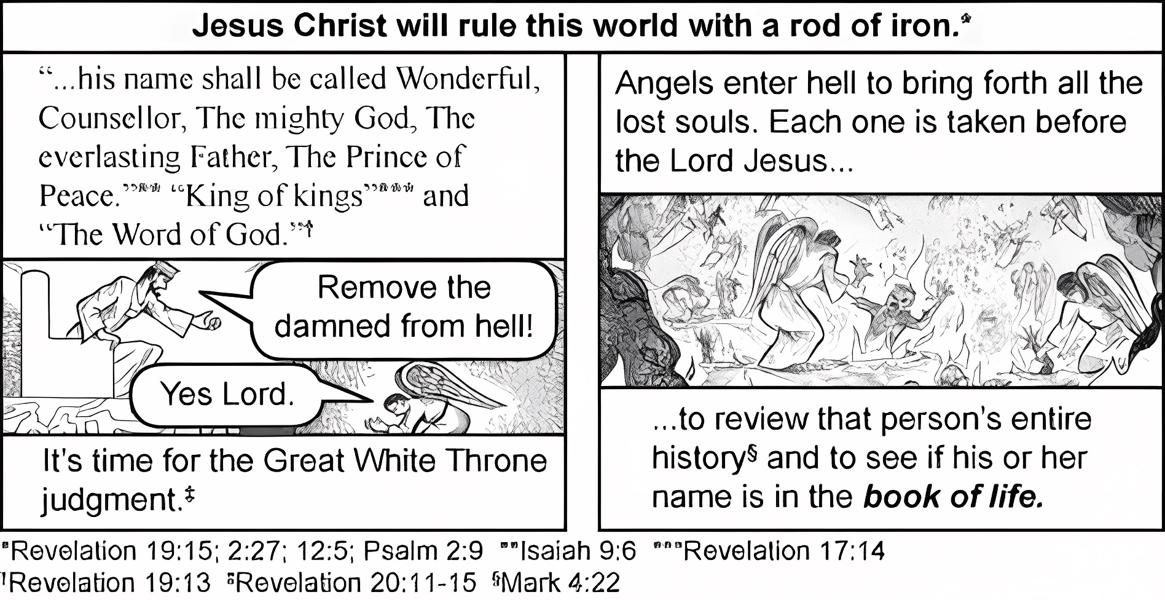 Jesus Christ will rule this world with a rod of iron.*
“...his name shall be called Wonderful,
Counsellor, The mighty God, The
everlasting Father, The Prince of
Peace.”** “King of kings”*** and
“The Word of God.”†
Remove the
damned from hell!
Yes Lord.
It's time for the Great White Throne
judgment.‡
Angels enter hell to bring forth all the
lost souls. Each one is taken before
the Lord Jesus...
...to review that person's entire
history§ and to see if his or her
name is in the book of life.
*Revelation 19:15; 2:27; 12:5; Psalm 2:9 **Isaiah 9:6 ***Revelation 17:14
†Revelation 19:13 ‡Revelation 20:11-15 §Mark 4:22